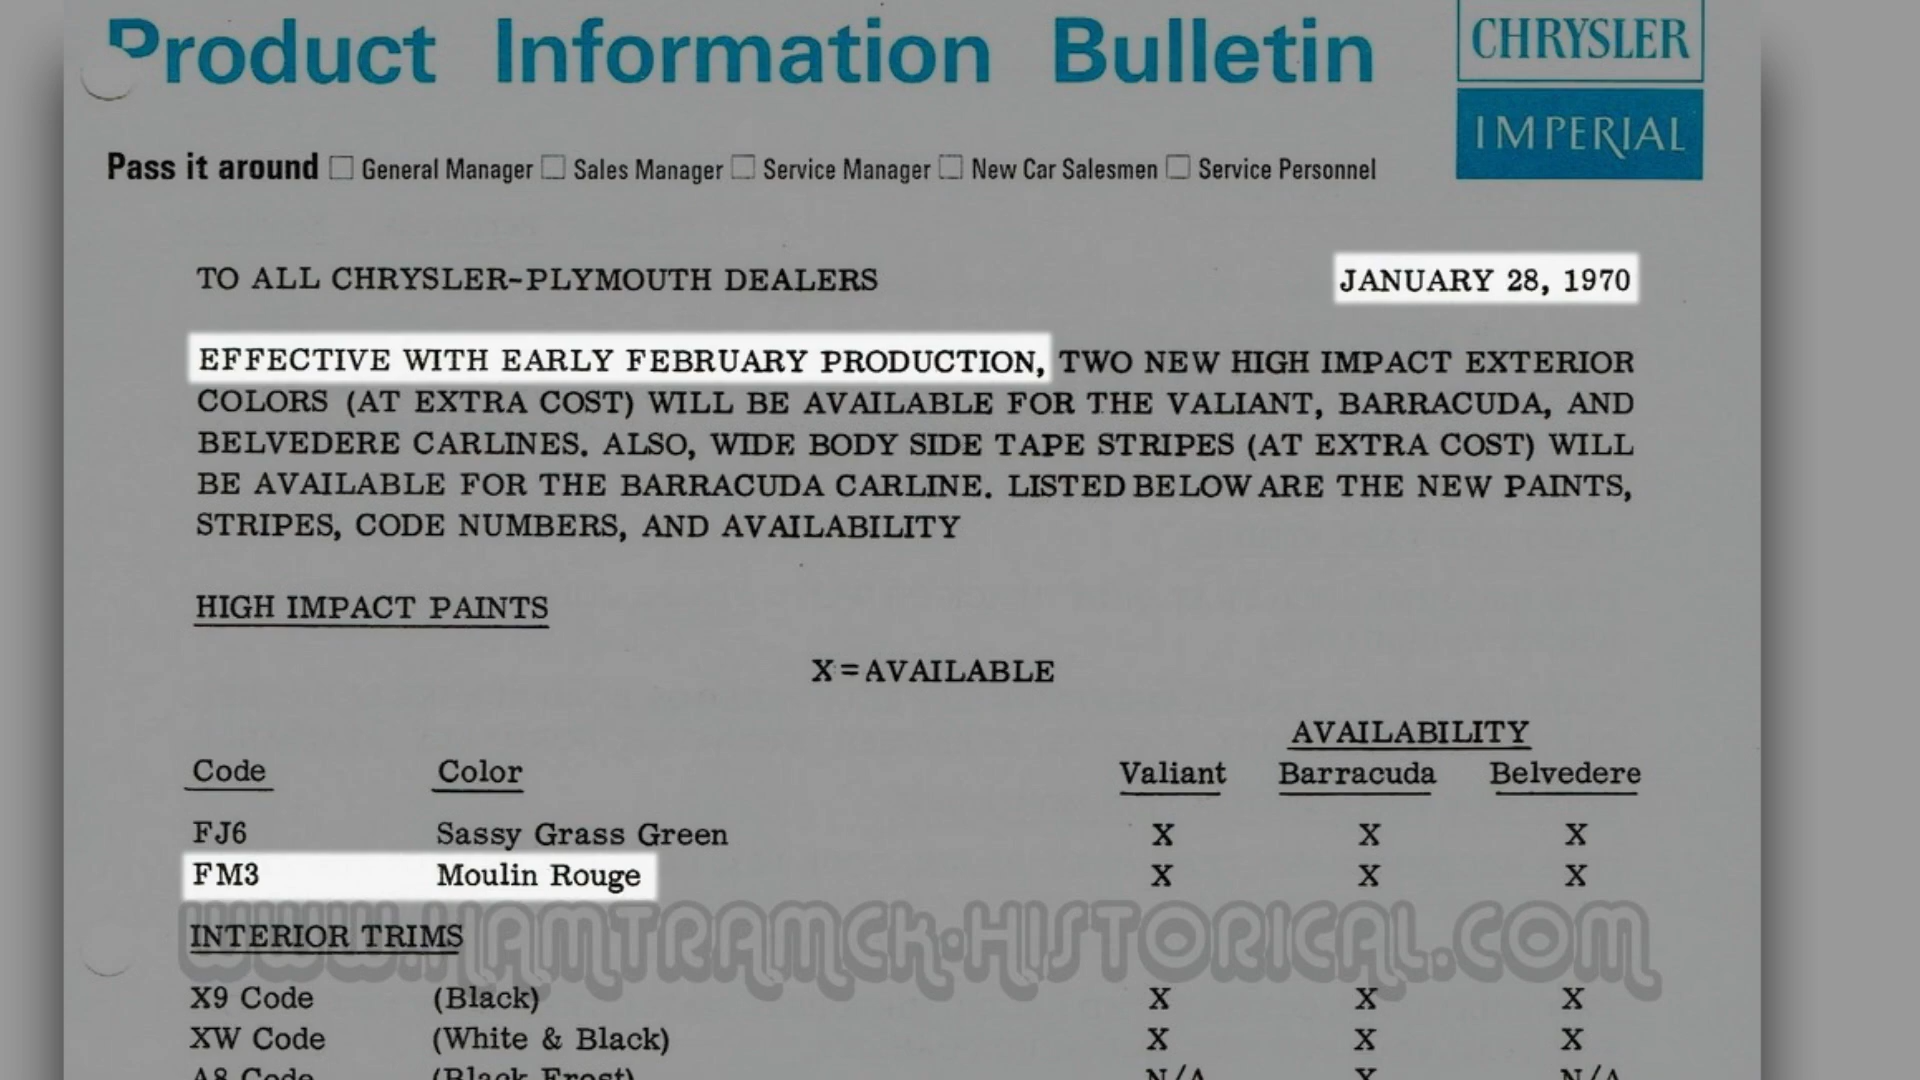 Product Information Bulletin
CHRYSLER
IMPERIAL
Pass it around General Manager Sales Manager Service Manager New Car Salesmen Service Personnel
TO ALL CHRYSLER-PLYMOUTH DEALERS JANUARY 28, 1970
EFFECTIVE WITH EARLY FEBRUARY PRODUCTION, TWO NEW HIGH IMPACT EXTERIOR
COLORS (AT EXTRA COST) WILL BE AVAILABLE FOR THE VALIANT, BARRACUDA, AND
BELVEDERE CARLINES. ALSO, WIDE BODY SIDE TAPE STRIPES (AT EXTRA COST) WILL
BE AVAILABLE FOR THE BARRACUDA CARLINE. LISTED BELOW ARE THE NEW PAINTS,
STRIPES, CODE NUMBERS, AND AVAILABILITY
HIGH IMPACT PAINTS
X = AVAILABLE
AVAILABILITY
Code Color Valiant Barracuda Belvedere
FJ6 Sassy Grass Green X X X
FM3 Moulin Rouge X X X
WWW.HAMTRAMCK-HISTORICAL.COM
INTERIOR TRIMS
X9 Code (Black) X X X
XW Code (White & Black) X X X
A8 Code (Black Frost) N/A X N/A